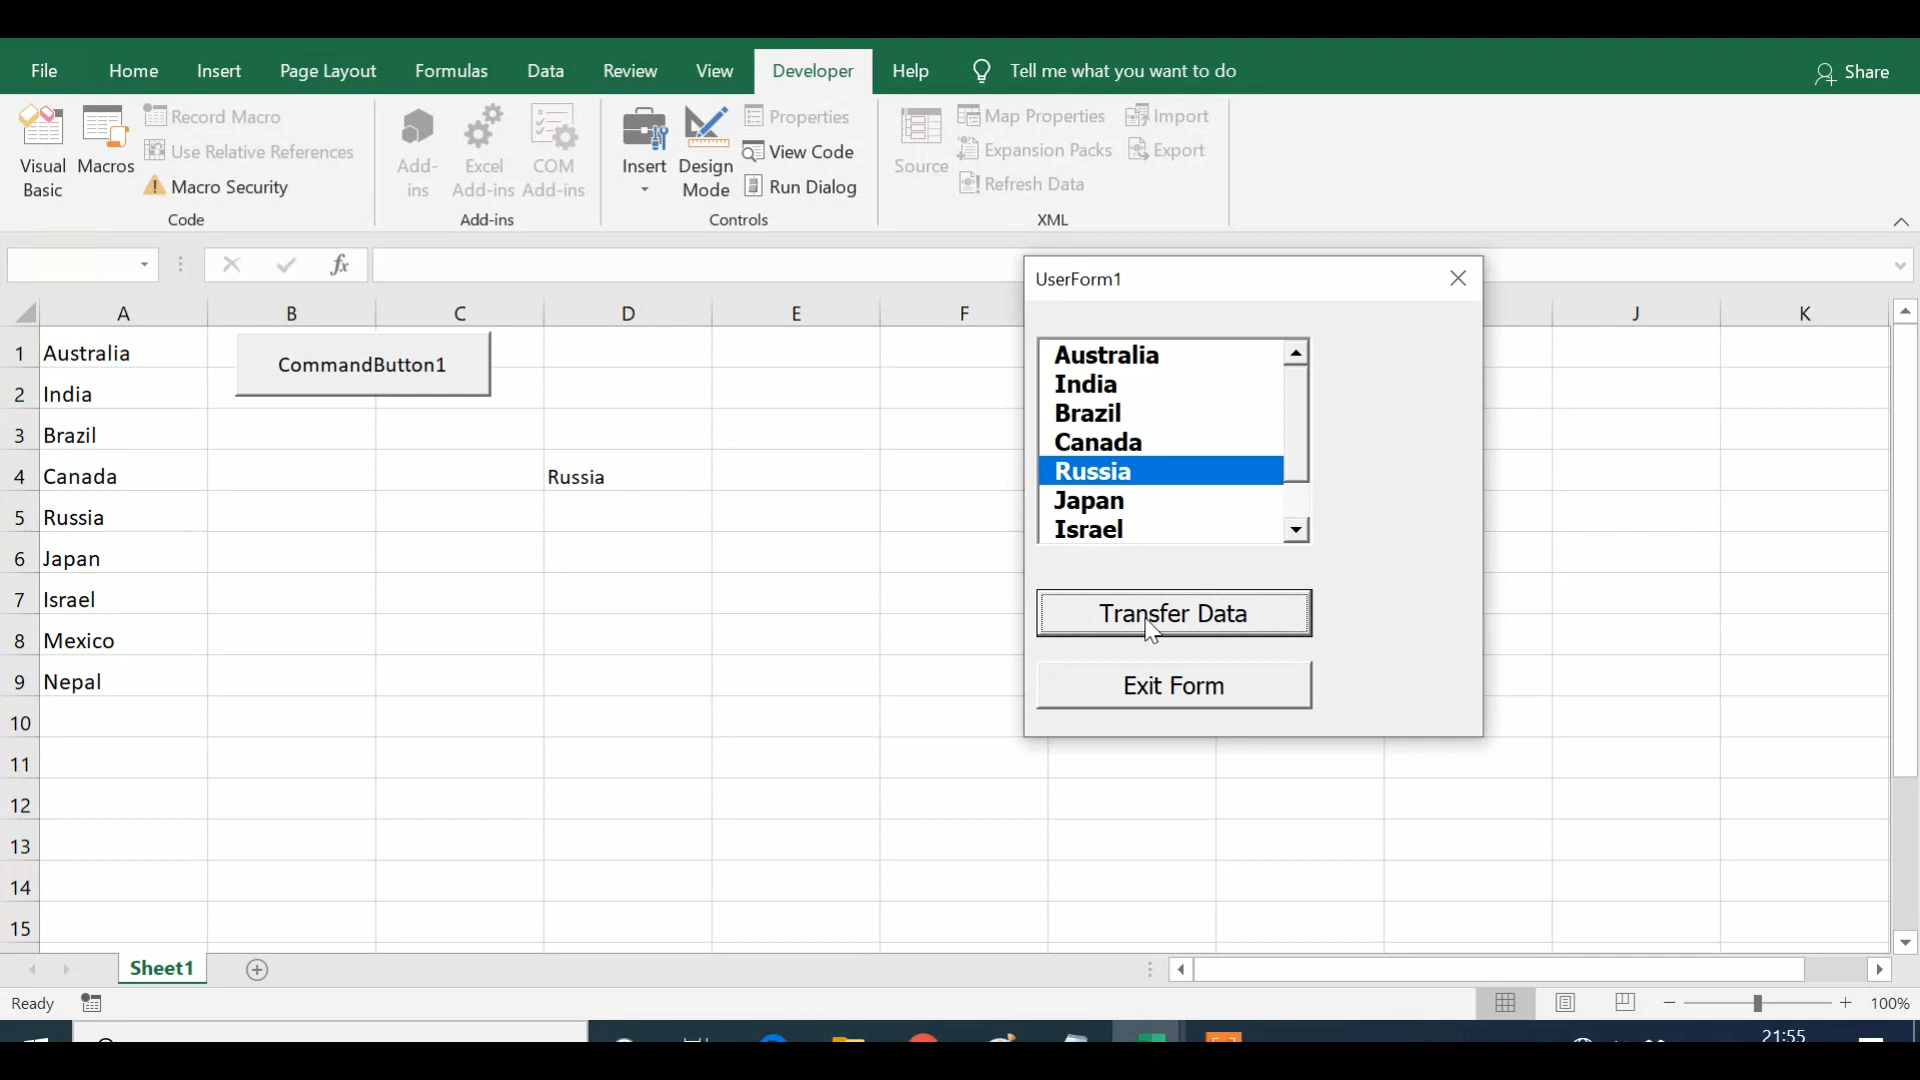 File Home Insert Page Layout Formulas Data Review View Developer Help Tell me what you want to do Share
Visual Basic
Macros
Record Macro
Use Relative References
Macro Security
Code
Add-ins
Excel Add-ins
COM Add-ins
Add-ins
Insert
Design Mode
Properties
View Code
Run Dialog
Controls
Source
Map Properties
Expansion Packs
Refresh Data
Import
Export
XML
fx
A B C D E F J K
1 Australia
2 India
3 Brazil
4 Canada Russia
5 Russia
6 Japan
7 Israel
8 Mexico
9 Nepal
10
11
12
13
14
15
CommandButton1
UserForm1
Australia
India
Brazil
Canada
Russia
Japan
Israel
Transfer Data
Exit Form
Sheet1
Ready 100%
21:55